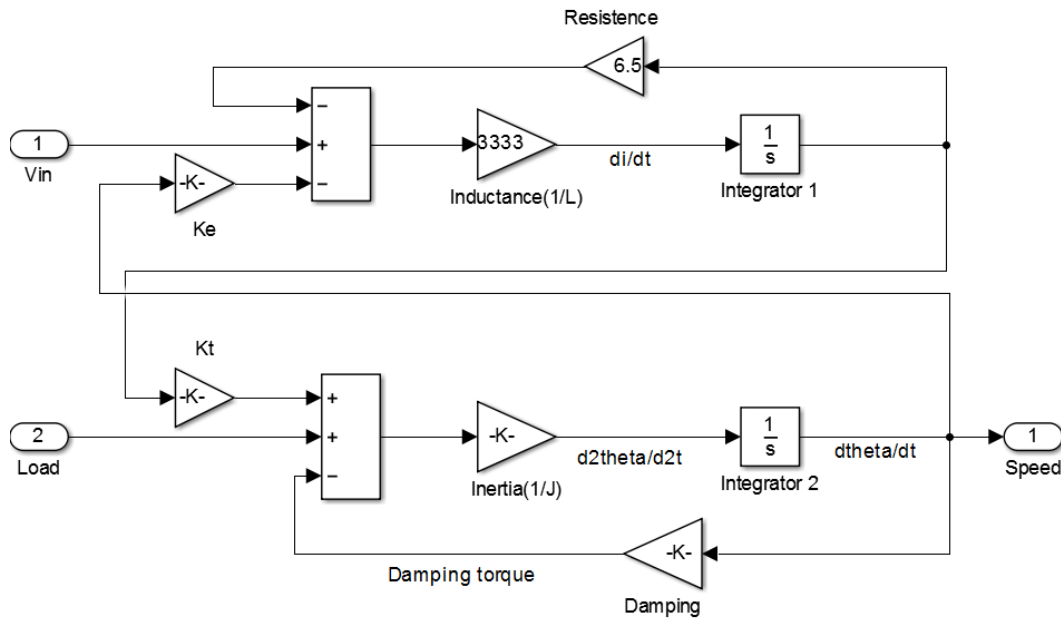 Resistence
6.5
−
1
+
3333
1
s
Vin
-K-
−
di/dt
Integrator 1
Inductance(1/L)
Ke
Kt
-K-
+
2
+
-K-
1
s
dtheta/dt
1
Load
−
d2theta/d2t
Integrator 2
Speed
Inertia(1/J)
-K-
Damping torque
Damping